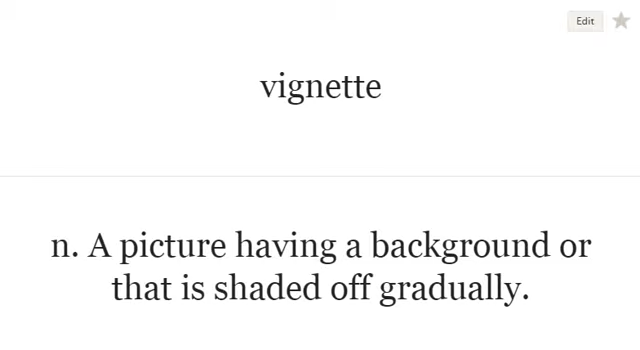 Edit
vignette
n. A picture having a background or
that is shaded off gradually.